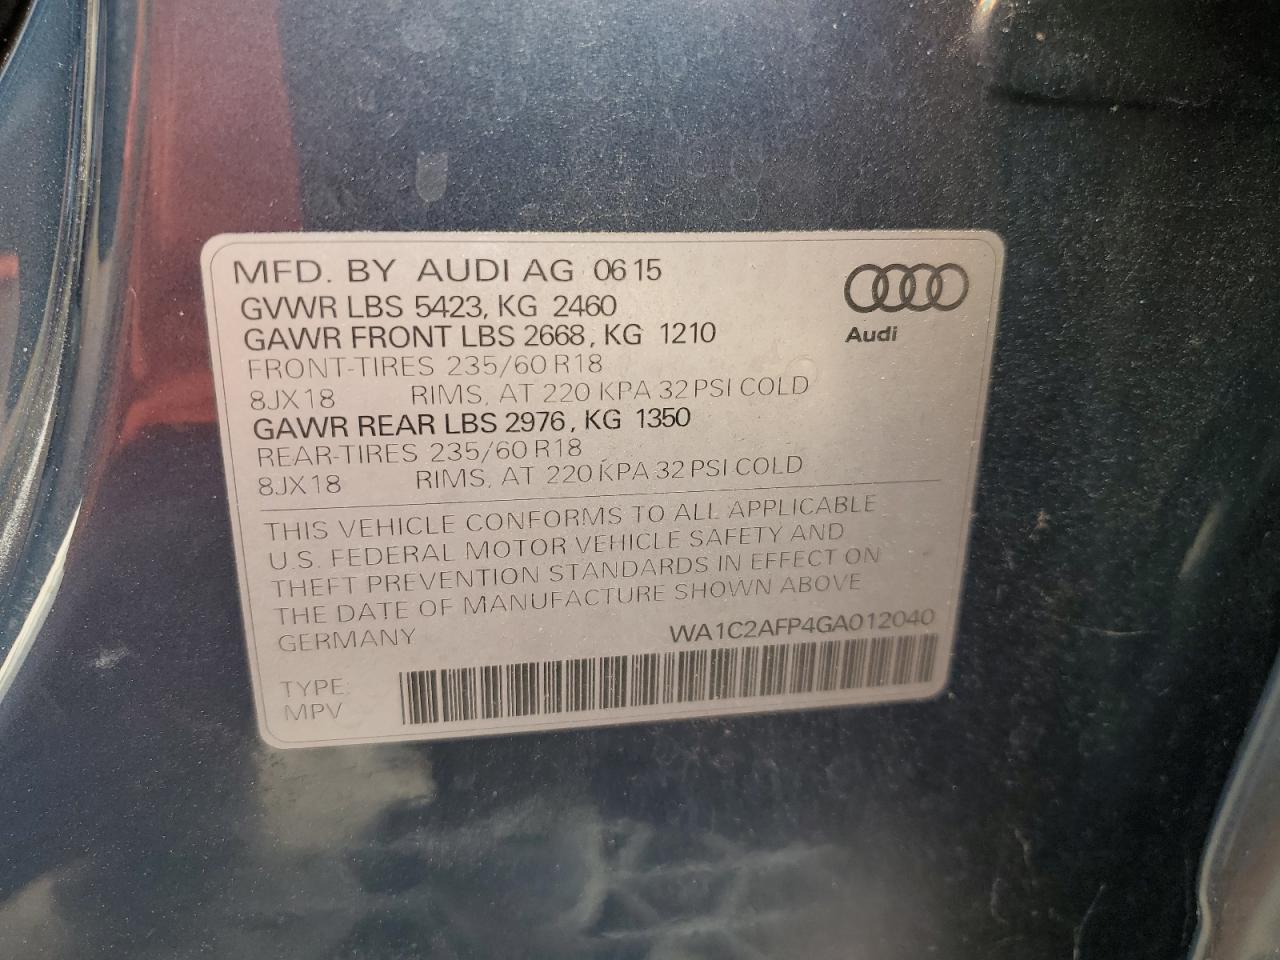 MFD. BY AUDI AG 0615
GVWR LBS 5423, KG 2460
GAWR FRONT LBS 2668, KG 1210
FRONT-TIRES 235/60 R18
8JX18 RIMS, AT 220 KPA 32 PSI COLD
GAWR REAR LBS 2976, KG 1350
REAR-TIRES 235/60 R18
8JX18 RIMS, AT 220 KPA 32 PSI COLD
Audi
THIS VEHICLE CONFORMS TO ALL APPLICABLE
U.S. FEDERAL MOTOR VEHICLE SAFETY AND
THEFT PREVENTION STANDARDS IN EFFECT ON
THE DATE OF MANUFACTURE SHOWN ABOVE
GERMANY WA1C2AFP4GA012040
TYPE:
MPV